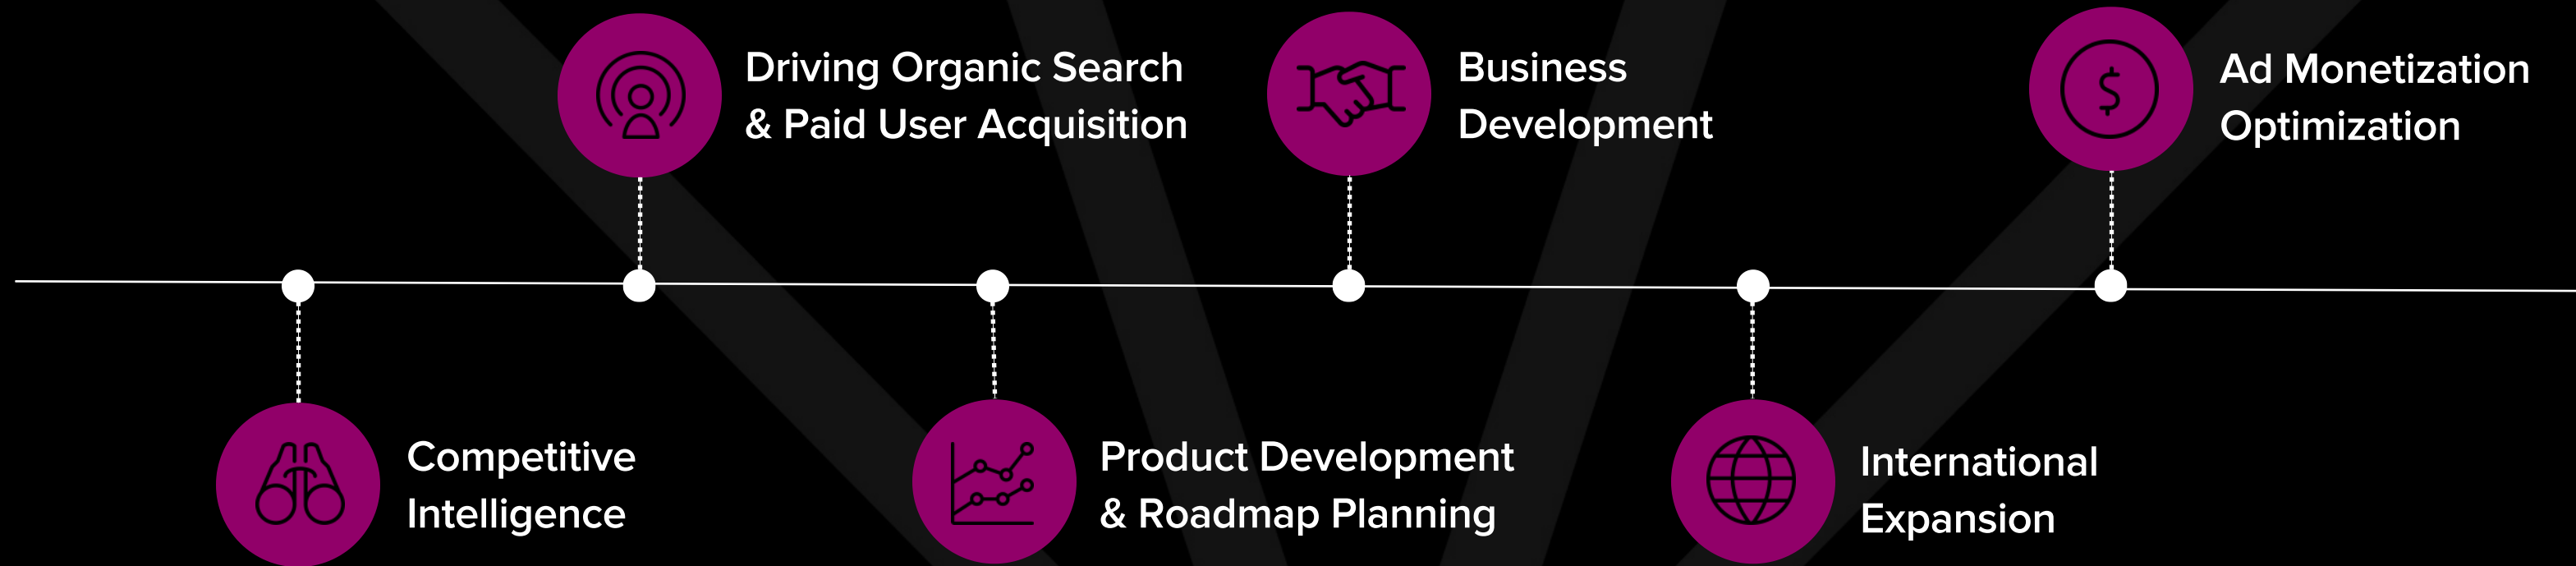 Driving Organic Search
& Paid User Acquisition
Business
Development
Ad Monetization
Optimization
Competitive
Intelligence
Product Development
& Roadmap Planning
International
Expansion